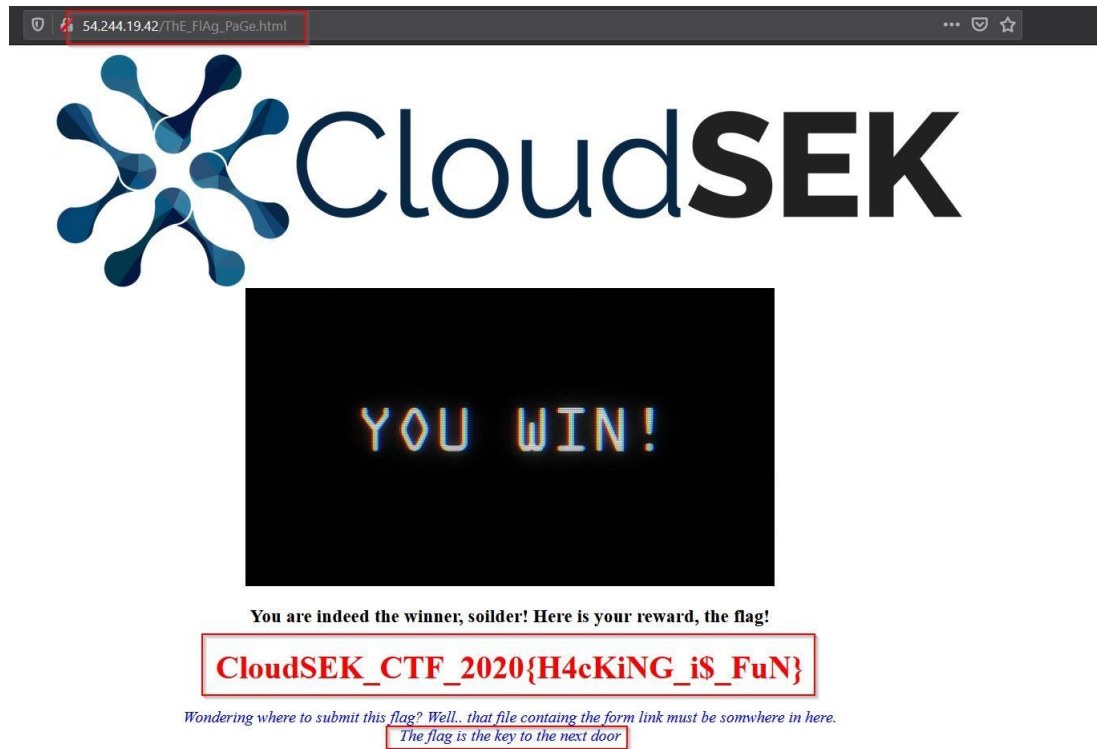 54.244.19.42/ThE_FlAg_PaGe.html
CloudSEK
YOU WIN!
You are indeed the winner, soilder! Here is your reward, the flag!
CloudSEK_CTF_2020{H4cKiNG_i$_FuN}
Wondering where to submit this flag? Well.. that file containg the form link must be somwhere in here.
The flag is the key to the next door